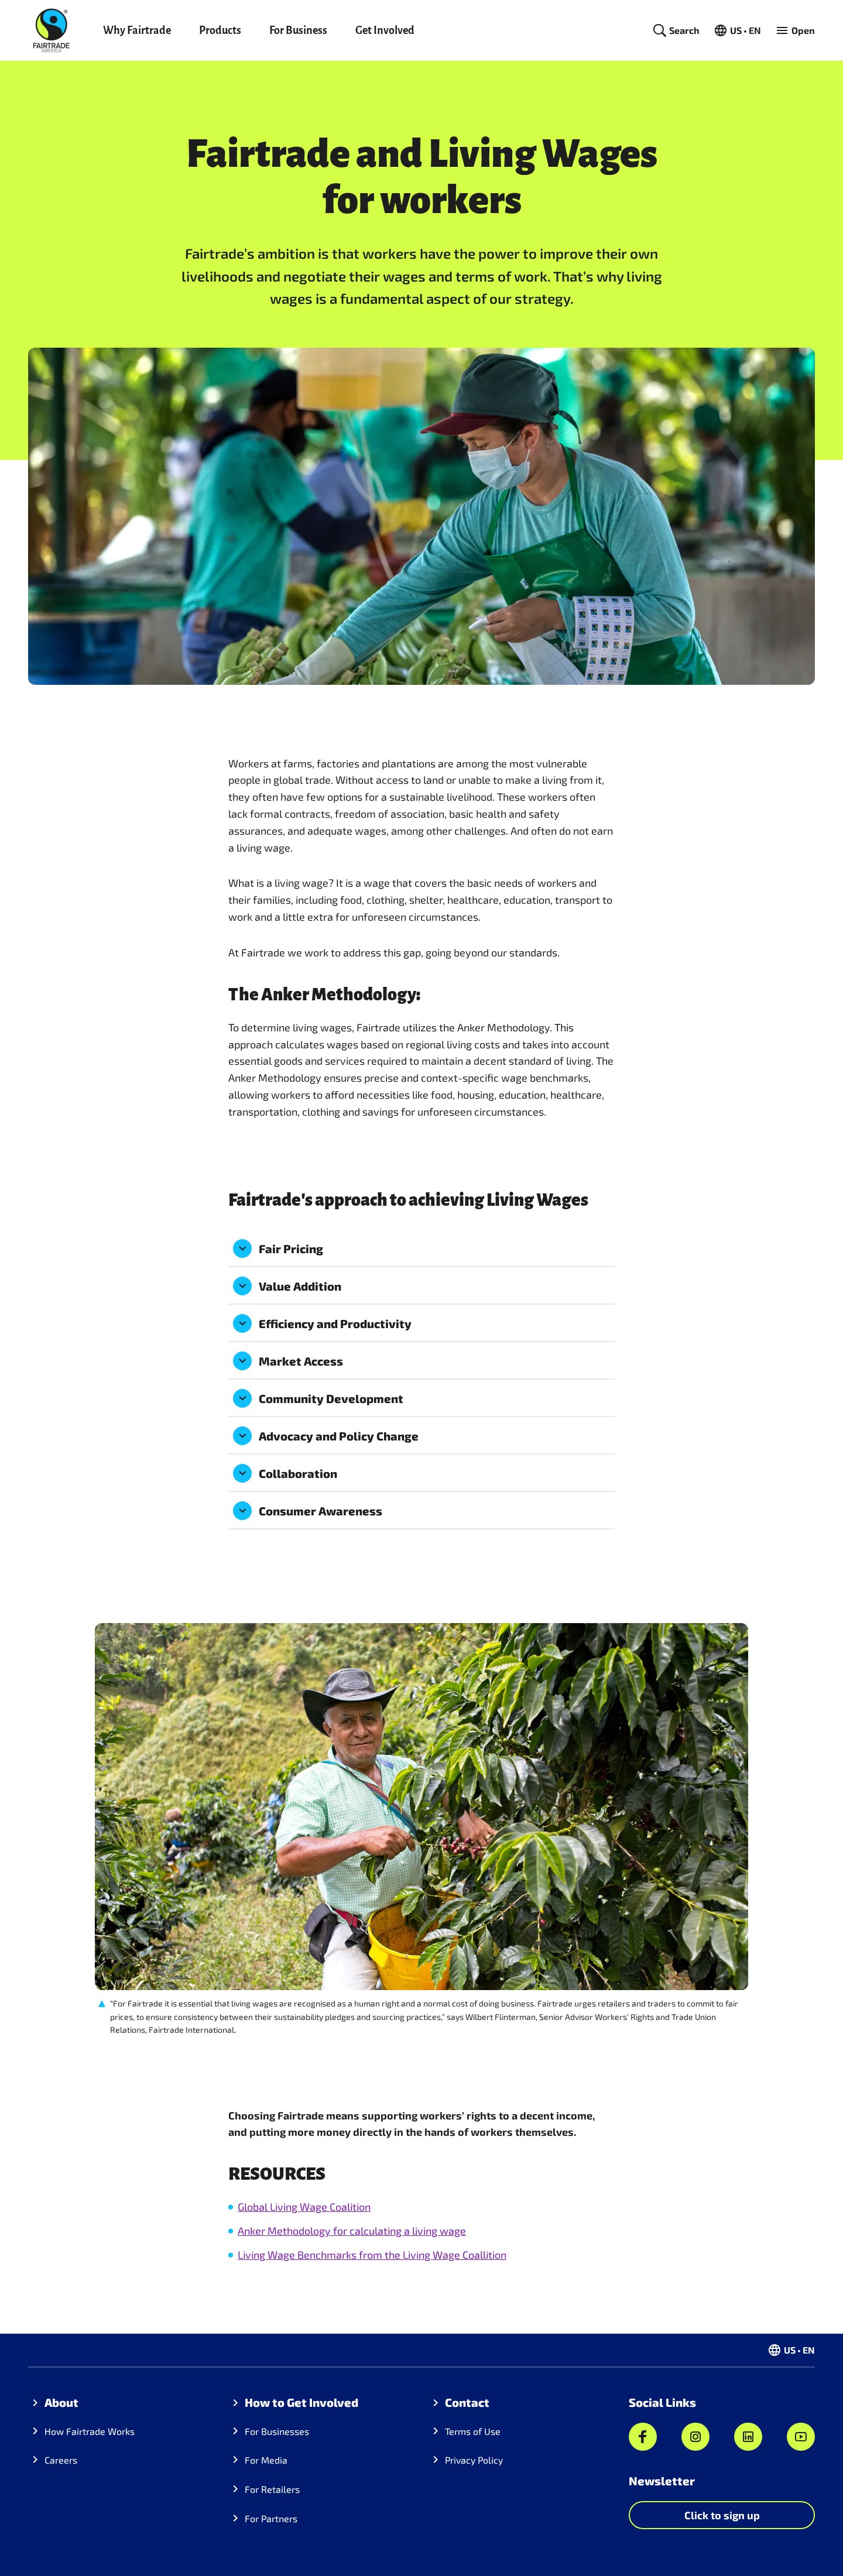 FAIRTRADE
AMERICA
Why Fairtrade
Products
For Business
Get Involved
Search
US • EN
Open
Fairtrade and Living Wages
for workers
Fairtrade’s ambition is that workers have the power to improve their own
livelihoods and negotiate their wages and terms of work. That’s why living
wages is a fundamental aspect of our strategy.
Workers at farms, factories and plantations are among the most vulnerable
people in global trade. Without access to land or unable to make a living from it,
they often have few options for a sustainable livelihood. These workers often
lack formal contracts, freedom of association, basic health and safety
assurances, and adequate wages, among other challenges. And often do not earn
a living wage.
What is a living wage? It is a wage that covers the basic needs of workers and
their families, including food, clothing, shelter, healthcare, education, transport to
work and a little extra for unforeseen circumstances.
At Fairtrade we work to address this gap, going beyond our standards.
The Anker Methodology:
To determine living wages, Fairtrade utilizes the Anker Methodology. This
approach calculates wages based on regional living costs and takes into account
essential goods and services required to maintain a decent standard of living. The
Anker Methodology ensures precise and context-specific wage benchmarks,
allowing workers to afford necessities like food, housing, education, healthcare,
transportation, clothing and savings for unforeseen circumstances.
Fairtrade's approach to achieving Living Wages
Fair Pricing
Value Addition
Efficiency and Productivity
Market Access
Community Development
Advocacy and Policy Change
Collaboration
Consumer Awareness
“For Fairtrade it is essential that living wages are recognised as a human right and a normal cost of doing business. Fairtrade urges retailers and traders to commit to fair
prices, to ensure consistency between their sustainability pledges and sourcing practices,” says Wilbert Flinterman, Senior Advisor Workers’ Rights and Trade Union
Relations, Fairtrade International.
Choosing Fairtrade means supporting workers’ rights to a decent income,
and putting more money directly in the hands of workers themselves.
RESOURCES
Global Living Wage Coalition
Anker Methodology for calculating a living wage
Living Wage Benchmarks from the Living Wage Coallition
US • EN
About
How Fairtrade Works
Careers
How to Get Involved
For Businesses
For Media
For Retailers
For Partners
Contact
Terms of Use
Privacy Policy
Social Links
Newsletter
Click to sign up